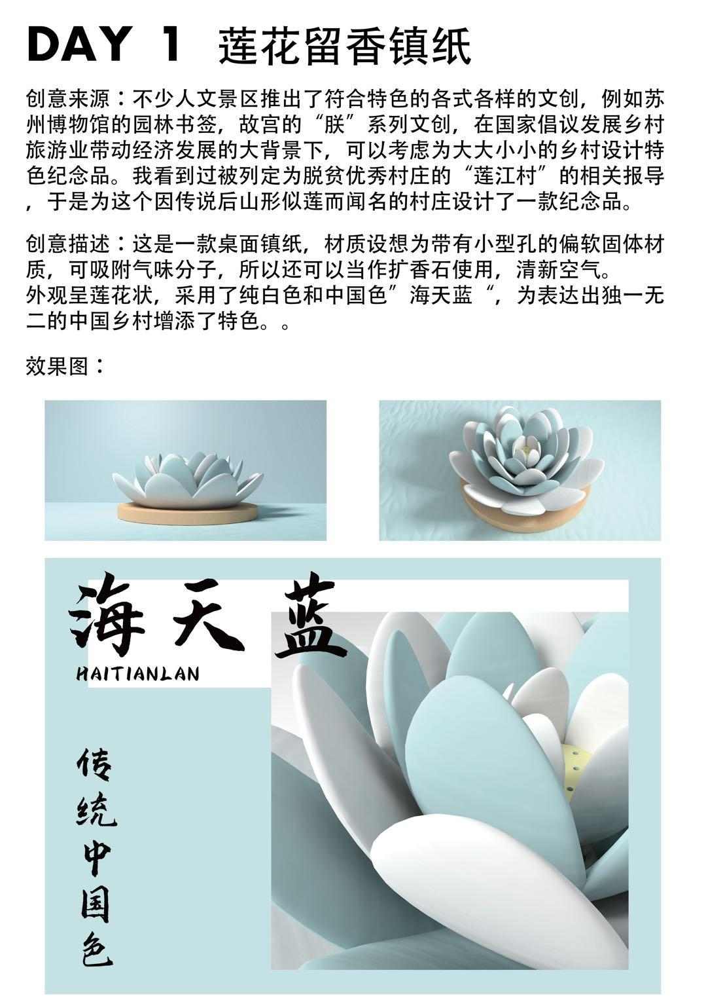 DAY 1 莲花留香镇纸
创意来源：不少人文景区推出了符合特色的各式各样的文创，例如苏
州博物馆的园林书签，故宫的“朕”系列文创，在国家倡议发展乡村
旅游业带动经济发展的大背景下，可以考虑为大大小小的乡村设计特
色纪念品。我看到过被列定为脱贫优秀村庄的“莲江村”的相关报导
，于是为这个因传说后山形似莲而闻名的村庄设计了一款纪念品。
创意描述：这是一款桌面镇纸，材质设想为带有小型孔的偏软固体材
质，可吸附气味分子，所以还可以当作扩香石使用，清新空气。
外观呈莲花状，采用了纯白色和中国色”海天蓝“，为表达出独一无
二的中国乡村增添了特色。。
效果图：
海天蓝
HAITIANLAN
传统中国色